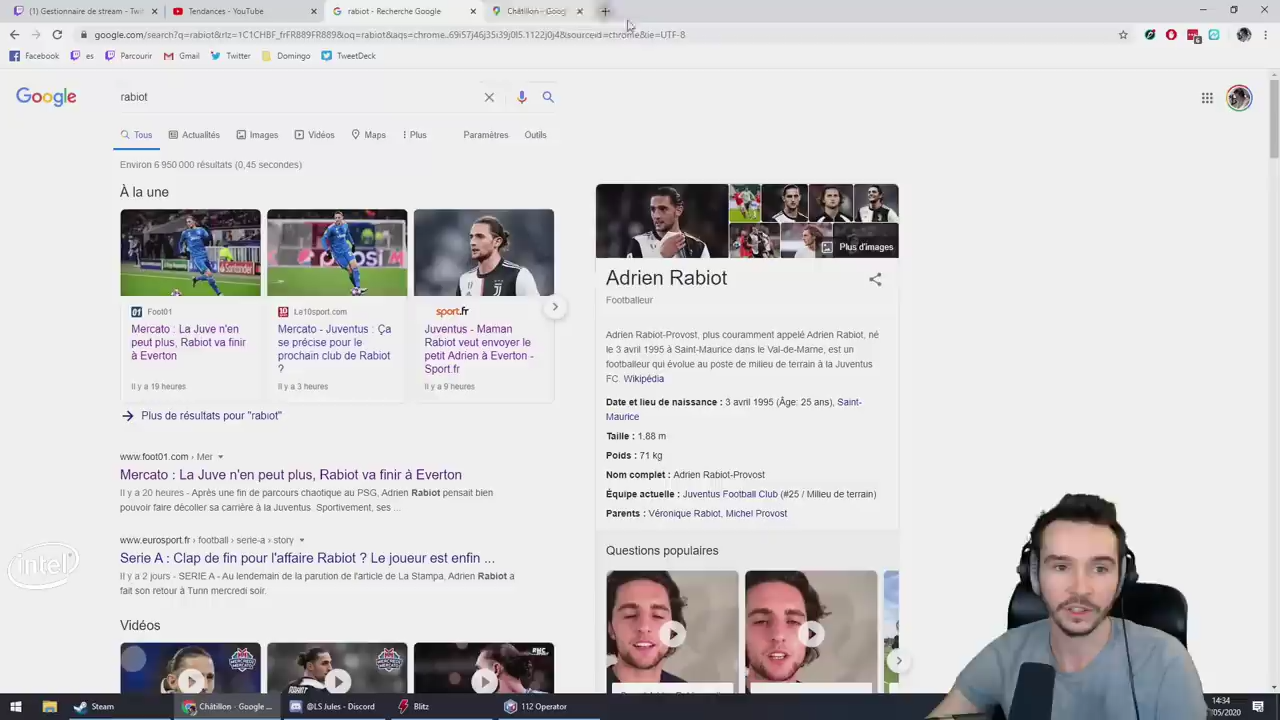 (1) Gestionnaire de stream - Twit
Tendances - YouTube
rabiot - Recherche Google
Châtillon - Goog
google.com/search?q=rabiot&rlz=1C1CHBF_frFR889FR889&oq=rabiot&aqs=chrome..69i57j46j35i39j0l5.1122j0j4&sourceid=chrome&ie=UTF-8
Facebook es Parcourir Gmail Twitter Domingo TweetDeck
Google
rabiot
Tous Actualités Images Vidéos Maps Plus Paramètres Outils
Environ 6 950 000 résultats (0,45 secondes)
À la une
Foot01
Mercato : La Juve n'en
peut plus, Rabiot va finir
à Everton
Il y a 19 heures
Le10sport.com
Mercato - Juventus : Ça
se précise pour le
prochain club de Rabiot
?
Il y a 3 heures
sport.fr
Juventus - Maman
Rabiot veut envoyer le
petit Adrien à Everton -
Sport.fr
Il y a 9 heures
Plus de résultats pour "rabiot"
www.foot01.com › Mer
Mercato : La Juve n'en peut plus, Rabiot va finir à Everton
Il y a 20 heures - Après une fin de parcours chaotique au PSG, Adrien Rabiot pensait bien
pouvoir faire décoller sa carrière à la Juventus. Sportivement, ses ...
www.eurosport.fr › football › serie-a › story
Serie A : Clap de fin pour l'affaire Rabiot ? Le joueur est enfin ...
Il y a 2 jours - SERIE A - Au lendemain de la parution de l'article de La Stampa, Adrien Rabiot a
fait son retour à Turin mercredi soir.
Vidéos
Plus d'images
Adrien Rabiot
Footballeur
Adrien Rabiot-Provost, plus couramment appelé Adrien Rabiot, né
le 3 avril 1995 à Saint-Maurice dans le Val-de-Marne, est un
footballeur qui évolue au poste de milieu de terrain à la Juventus
FC. Wikipédia
Date et lieu de naissance : 3 avril 1995 (Âge: 25 ans), Saint-
Maurice
Taille : 1,88 m
Poids : 71 kg
Nom complet : Adrien Rabiot-Provost
Équipe actuelle : Juventus Football Club (#25 / Milieu de terrain)
Parents : Véronique Rabiot, Michel Provost
Questions populaires
intel
MERCREDI
MERCREDI
RMC
Steam
Châtillon - Google ...
@LS Jules - Discord
Blitz
112 Operator
14:34
/05/2020